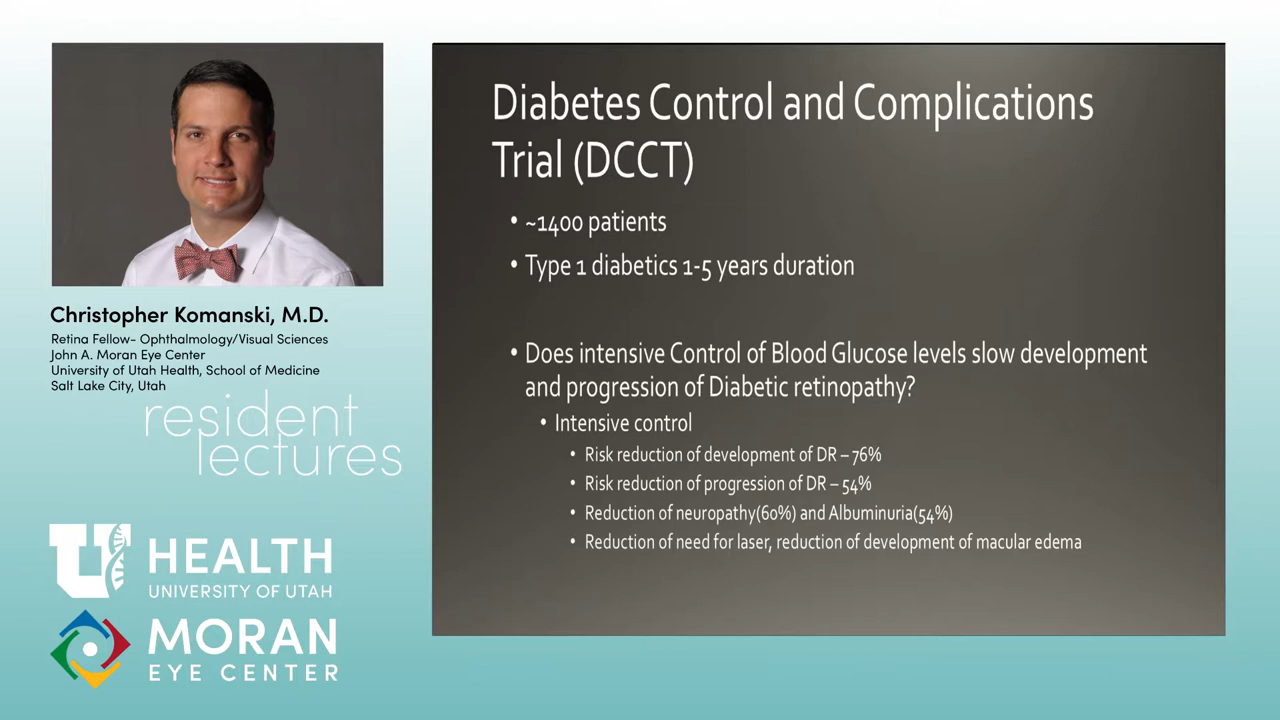 Christopher Komanski, M.D.
Retina Fellow- Ophthalmology/Visual Sciences
John A. Moran Eye Center
University of Utah Health, School of Medicine
Salt Lake City, Utah
resident
lectures
U
HEALTH
UNIVERSITY OF UTAH
MORAN
EYE CENTER
Diabetes Control and Complications
Trial (DCCT)
• ~1400 patients
• Type 1 diabetics 1-5 years duration
• Does intensive Control of Blood Glucose levels slow development
and progression of Diabetic retinopathy?
• Intensive control
• Risk reduction of development of DR – 76%
• Risk reduction of progression of DR – 54%
• Reduction of neuropathy(60%) and Albuminuria(54%)
• Reduction of need for laser, reduction of development of macular edema